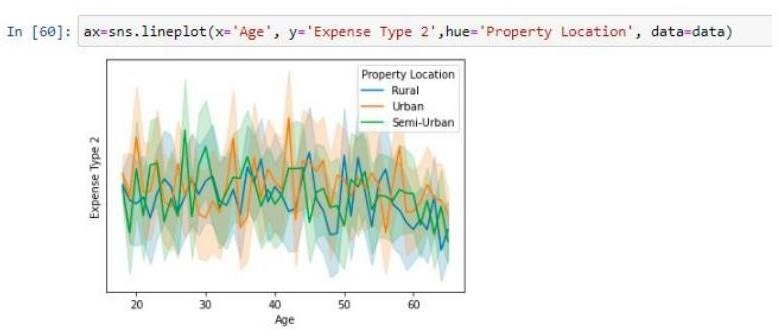 In [60]: ax=sns.lineplot(x='Age', y='Expense Type 2',hue='Property Location', data=data)
Property Location
Rural
Urban
Semi-Urban
Expense Type 2
20 30 40 50 60
Age